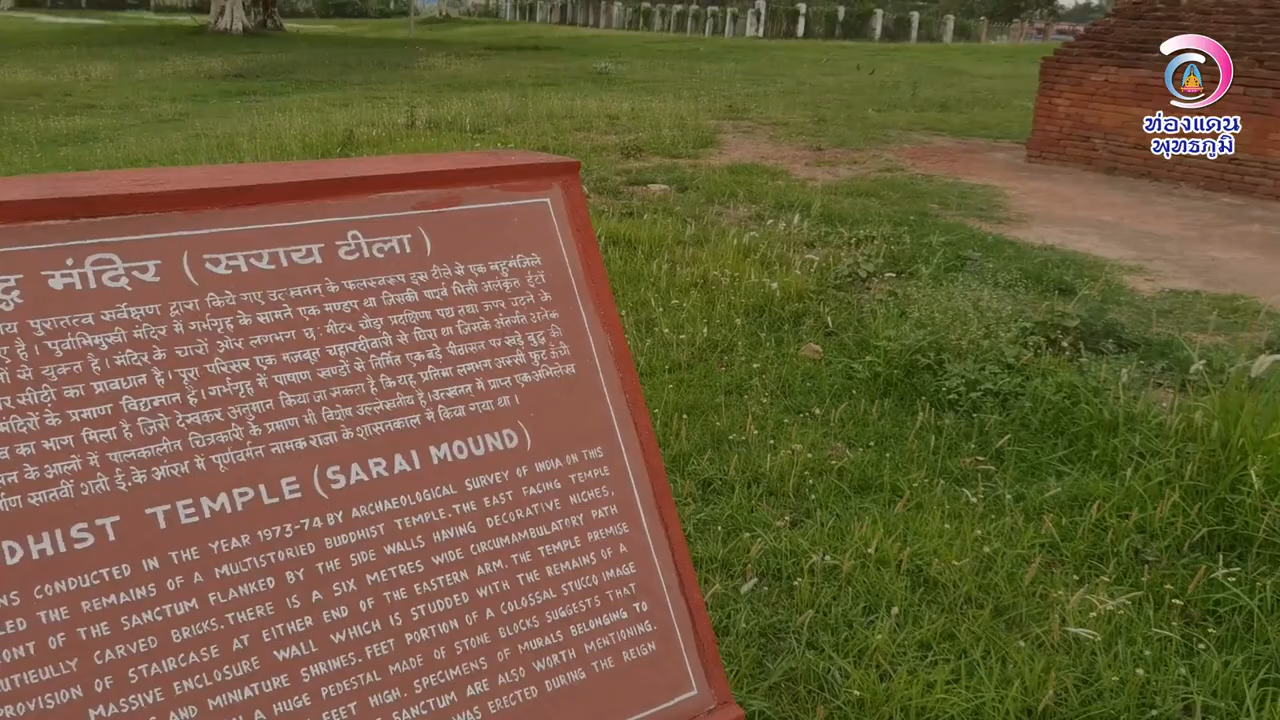 ท่องแดน
พุทธภูมิ
मंदिर (सराय टीला)
पुरातत्व सर्वेक्षण द्वारा किये गए उत्खनन के फलस्वरूप इस टीले से एक बहुमंजिले
है। पूर्वाभिमुखी मंदिर में गर्भगृह के सामने एक मण्डप था जिसकी पार्श्व भित्ती अलंकृत ईंटों
से युक्त है। मंदिर के चारों ओर लगभग छ: मीटर चौड़ा प्रदक्षिणा पथ तथा ऊपर चढ़ने के
सीढ़ी का प्रावधान है। पूरा परिसर एक मजबूत चहारदीवारी से घिरा था जिसके अंतर्गत अनेक
मंदिरों के प्रमाण विद्यमान है। गर्भगृह में पाषाण खण्डों से निर्मित एक बड़े पीठासन पर खड़े बुद्ध की
का भाग मिला है जिसे देखकर अनुमान किया जा सकता है कि यह प्रतिमा लगभग अस्सी फुट ऊँची
के आलों में पालकालीन चित्रकारी के प्रमाण भी विशेष उल्लेखनीय है। उत्खनन में प्राप्त एक अभिलेख
सातवीं शती ई. के आरंभ में पूर्णवर्मन नामक राजा के शासनकाल में किया गया था।
DHIST TEMPLE (SARAI MOUND)
NS CONDUCTED IN THE YEAR 1973-74 BY ARCHAEOLOGICAL SURVEY OF INDIA ON THIS
LED THE REMAINS OF A MULTISTORIED BUDDHIST TEMPLE. THE EAST FACING TEMPLE
RONT OF THE SANCTUM FLANKED BY THE SIDE WALLS HAVING DECORATIVE NICHES,
AUTIEULLY CARVED BRICKS. THERE IS A SIX METRES WIDE CIRCUMAMBULATORY PATH
PROVISION OF STAIRCASE AT EITHER END OF THE EASTERN ARM. THE TEMPLE PREMISE
MASSIVE ENCLOSURE WALL WHICH IS STUDDED WITH THE REMAINS OF A
AND MINIATURE SHRINES. FEET PORTION OF A COLOSSAL STUCCO IMAGE
A HUGE PEDESTAL MADE OF STONE BLOCKS SUGGESTS THAT
FEET HIGH. SPECIMENS OF MURALS BELONGING TO
SANCTUM ARE ALSO WORTH MENTIONING.
WAS ERECTED DURING THE REIGN